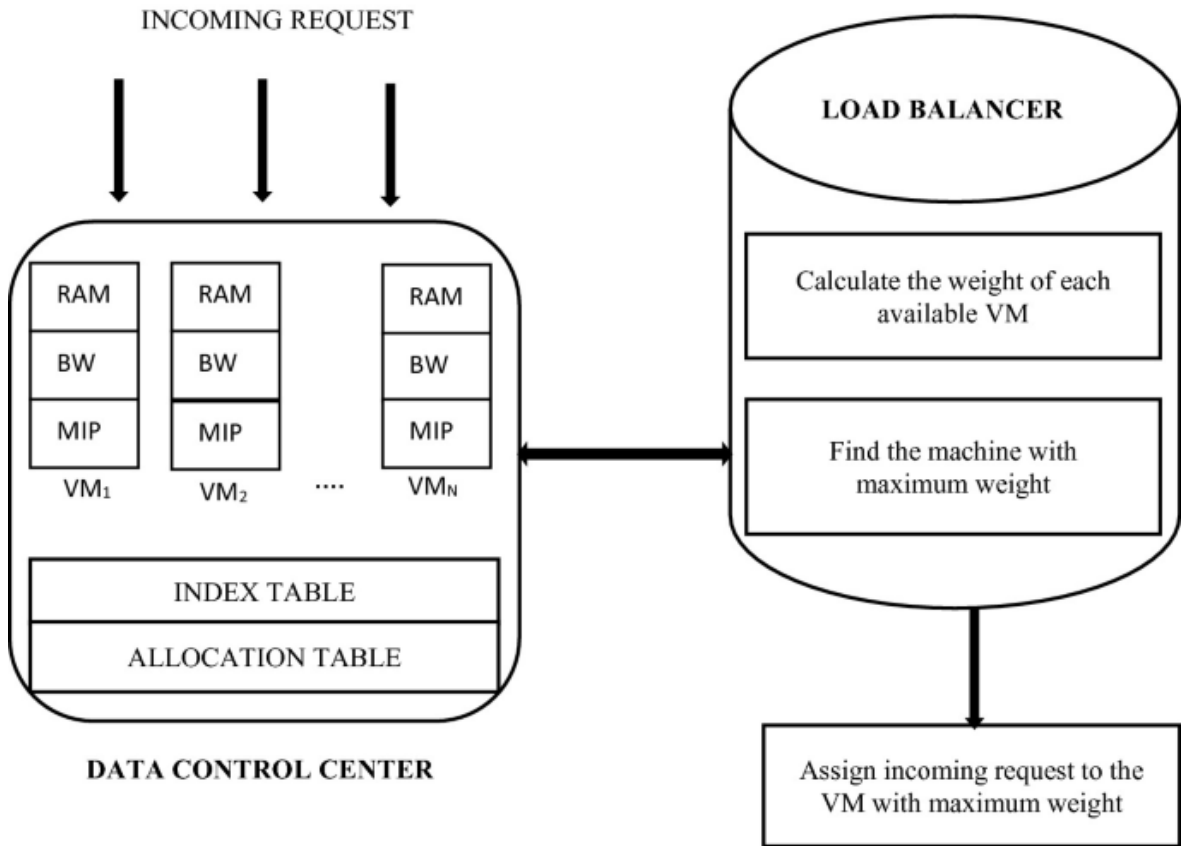 INCOMING REQUEST
RAM RAM RAM
BW BW BW
MIP MIP MIP
VM₁ VM₂ .... VMN
INDEX TABLE
ALLOCATION TABLE
DATA CONTROL CENTER
LOAD BALANCER
Calculate the weight of each
available VM
Find the machine with
maximum weight
Assign incoming request to the
VM with maximum weight